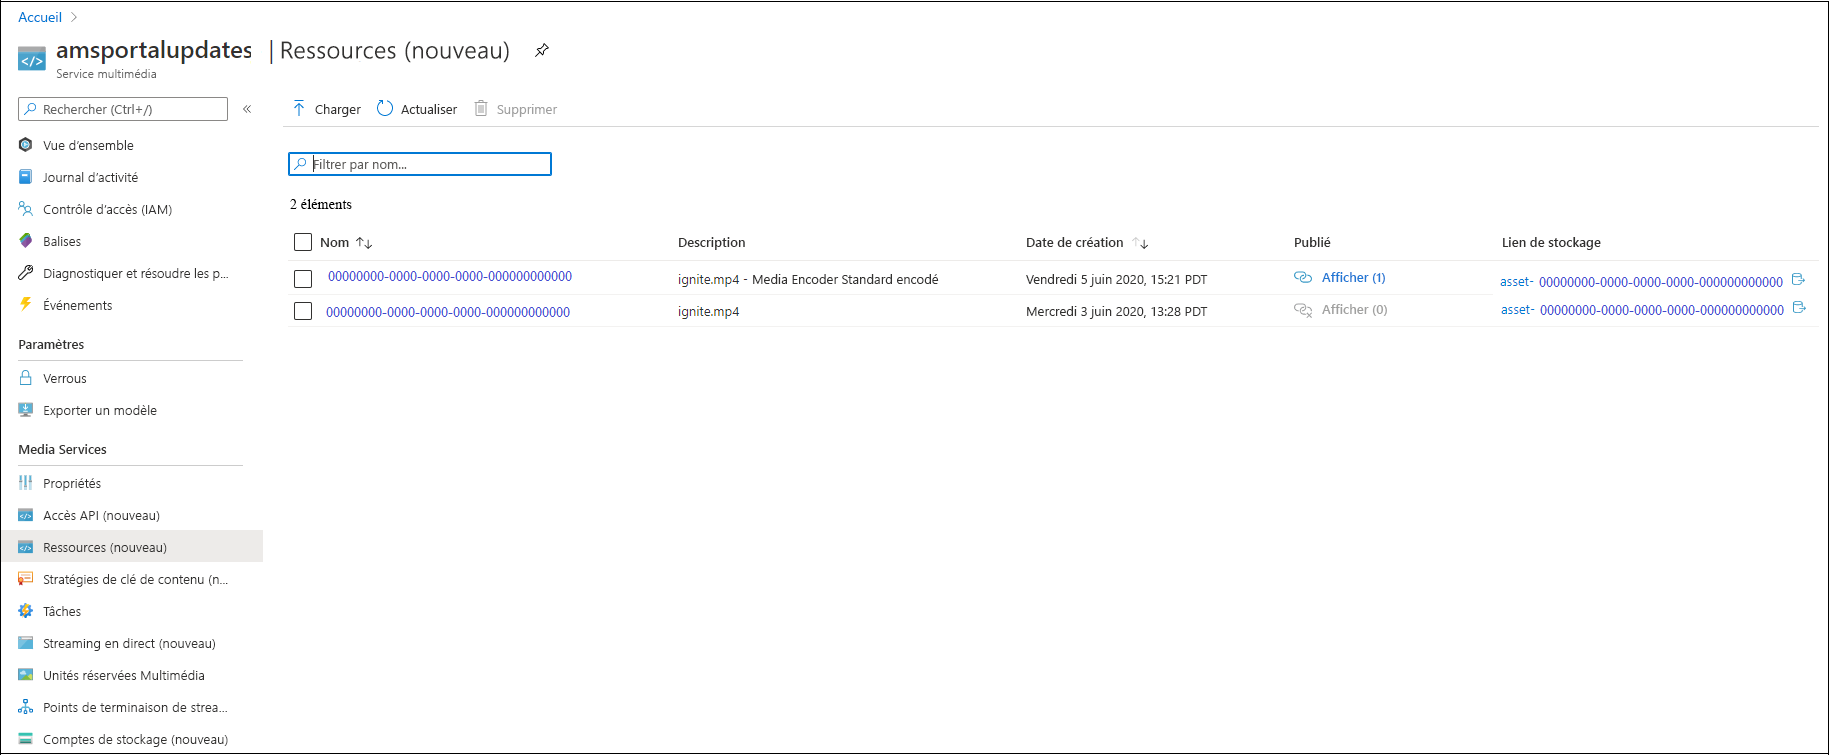 Accueil
amsportalupdates | Ressources (nouveau)
Service multimédia
Rechercher (Ctrl+/)
Charger Actualiser Supprimer
Vue d'ensemble
Journal d'activité
Contrôle d'accès (IAM)
Balises
Diagnostiquer et résoudre les p...
Événements
Paramètres
Verrous
Exporter un modèle
Media Services
Propriétés
Accès API (nouveau)
Ressources (nouveau)
Stratégies de clé de contenu (n...
Tâches
Streaming en direct (nouveau)
Unités réservées Multimédia
Points de terminaison de strea...
Comptes de stockage (nouveau)
Filtrer par nom...
2 éléments
Nom Description Date de création Publié Lien de stockage
00000000-0000-0000-0000-000000000000 ignite.mp4 - Media Encoder Standard encodé Vendredi 5 juin 2020, 15:21 PDT Afficher (1) asset- 00000000-0000-0000-0000-000000000000
00000000-0000-0000-0000-000000000000 ignite.mp4 Mercredi 3 juin 2020, 13:28 PDT Afficher (0) asset- 00000000-0000-0000-0000-000000000000